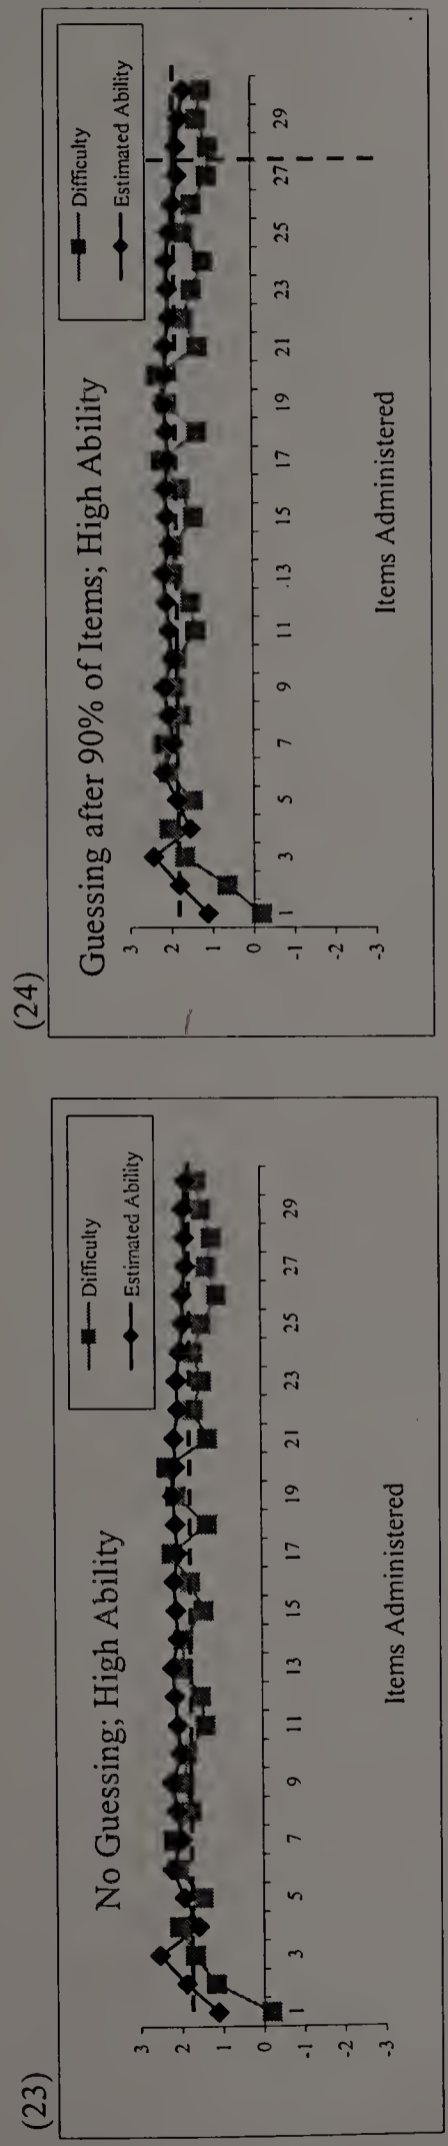 (23)
No Guessing; High Ability
Difficulty
Estimated Ability
3
2
1
0
-1
-2
-3
1 3 5 7 9 11 13 15 17 19 21 23 25 27 29
Items Administered
(24)
Guessing after 90% of Items; High Ability
Difficulty
Estimated Ability
3
2
1
0
-1
-2
-3
1 3 5 7 9 11 13 15 17 19 21 23 25 27 29
Items Administered